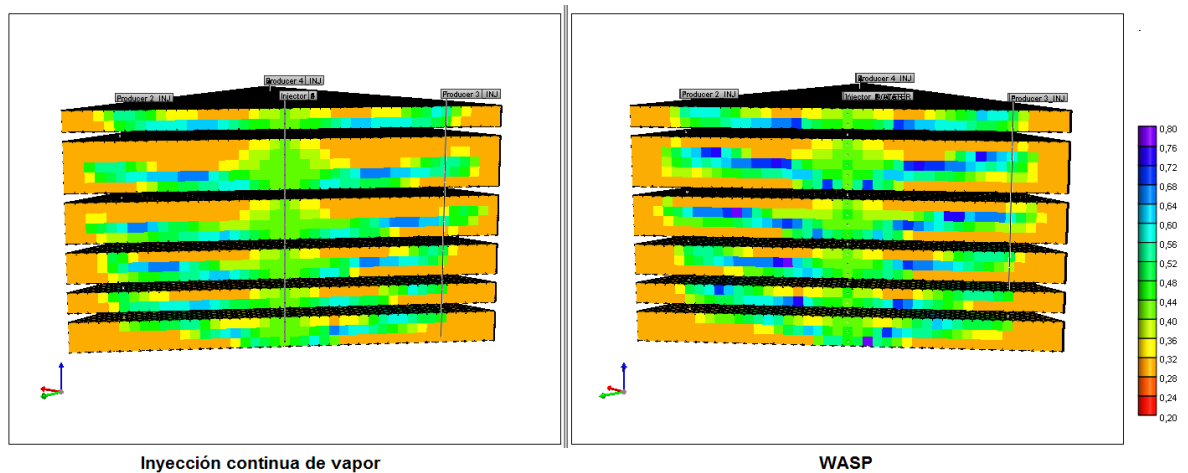 Producer 4_INJ
Producer 2_INJ
Injector
Producer 3_INJ
Producer 4_INJ
Producer 2_INJ
Injector
Producer 3_INJ
0,80
0,76
0,72
0,68
0,64
0,60
0,56
0,52
0,48
0,44
0,40
0,36
0,32
0,28
0,24
0,20
Inyección continua de vapor
WASP